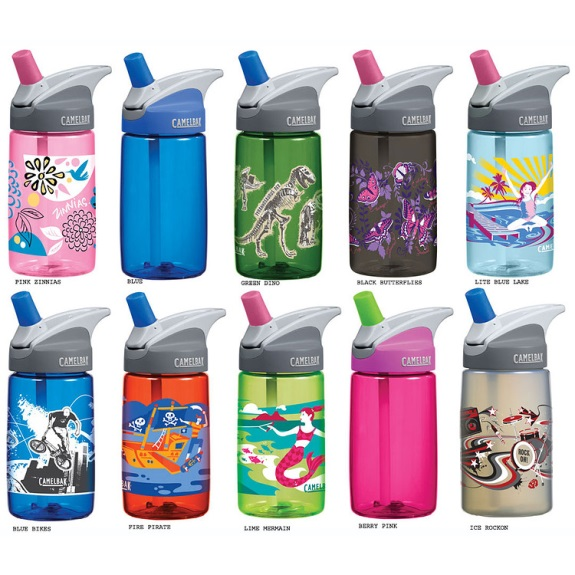 CAMELBAK CAMELBAK CAMELBAK CAMELBAK CAMELBAK
ZINNIAS
PINK ZINNIAS BLUE GREEN DINO BLACK BUTTERFLIES LITE BLUE LAKE
CAMELBAK CAMELBAK CAMELBAK CAMELBAK CAMELBAK
ROCK
ON!
CAMELBAK
BLUE BIKES FIRE PIRATE LIME MERMAIN BERRY PINK ICE ROCKON